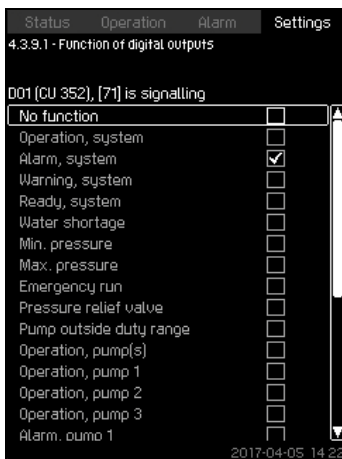 Status Operation Alarm Settings
4.3.9.1 - Function of digital outputs
DO1 (CU 352), [71] is signalling
No function
Operation, system
Alarm, system
Warning, system
Ready, system
Water shortage
Min. pressure
Max. pressure
Emergency run
Pressure relief valve
Pump outside duty range
Operation, pump(s)
Operation, pump 1
Operation, pump 2
Operation, pump 3
Alarm, pump 1
2017-04-05 14:22